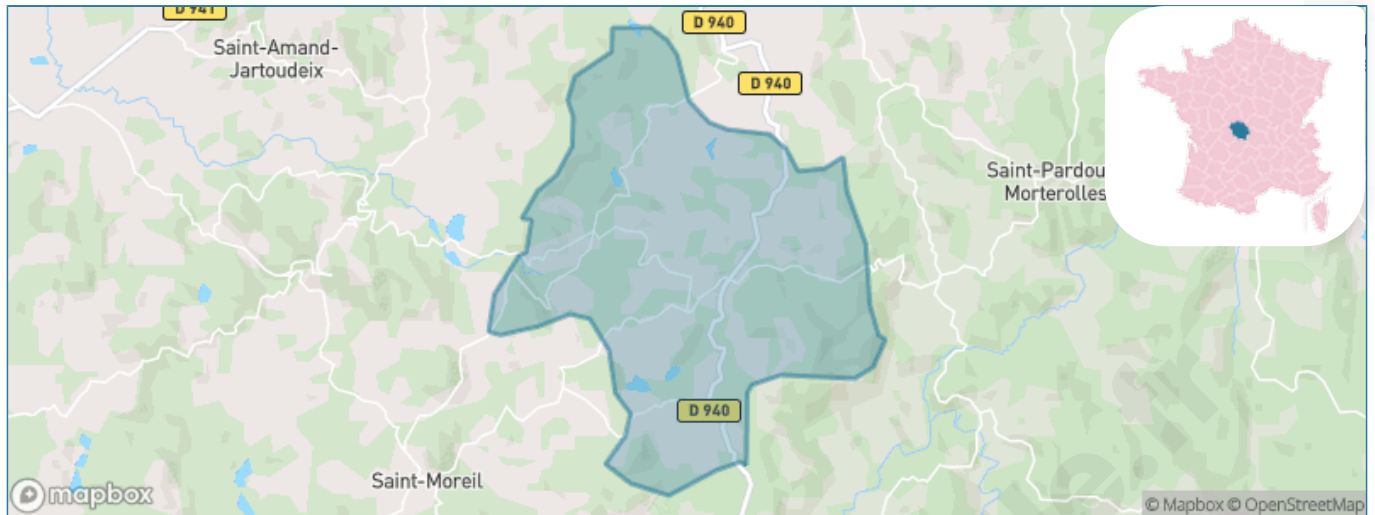 D 941
D 940
Saint-Amand-
Jartoudeix
D 940
Saint-Pardou
Morterolles
D 940
Saint-Moreil
mapbox
© Mapbox © OpenStreetMap